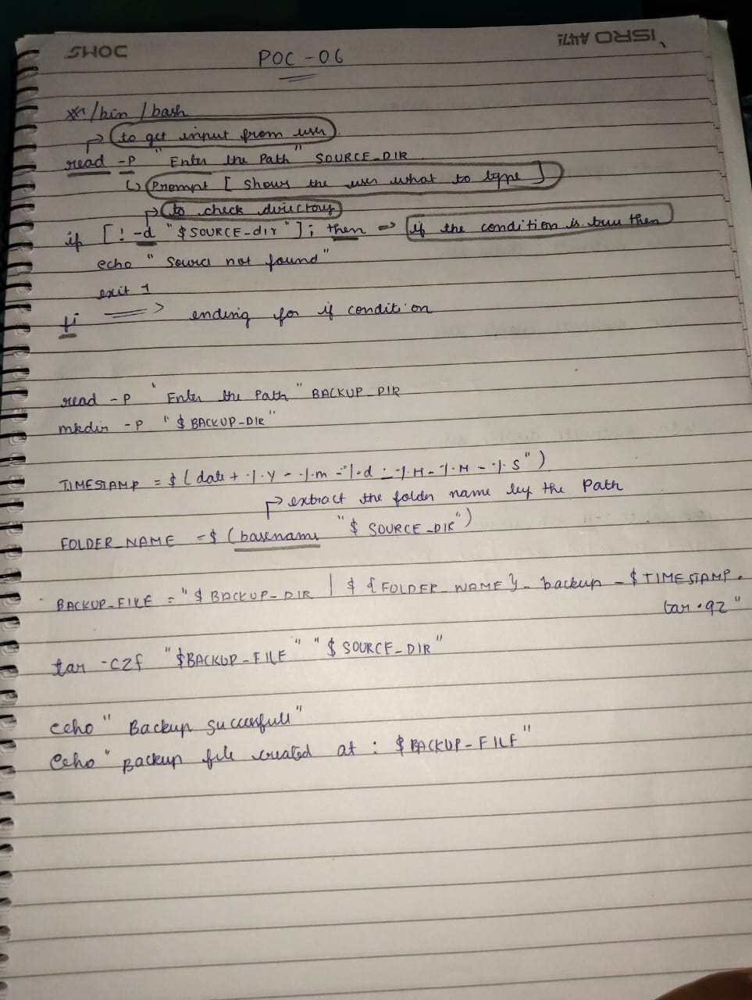 POC - 06
/bin/bash
to get input from user
read -P "Enter the Path" SOURCE_DIR
Prompt [ shows the user what to type ]
to check directory
if [ ! -d "$SOURCE-dir" ]; then => if the condition is true then
echo "Source not found"
exit 1
fi => ending for if condition
read -P "Enter the Path" BACKUP_DIR
mkdir -P "$BACKUP-DIR"
TIMESTAMP = $(date + %Y-%m-%d_%H-%M-%S")
extract the folder name by the Path
FOLDER_NAME = $(basename "$SOURCE_DIR")
BACKUP_FILE = "$BACKUP-DIR/${FOLDER_NAME}_backup-$TIMESTAMP.
tar.gz"
tar -czf "$BACKUP-FILE" "$SOURCE-DIR"
echo "Backup succesfull"
echo "Backup file created at : $BACKUP-FILE"